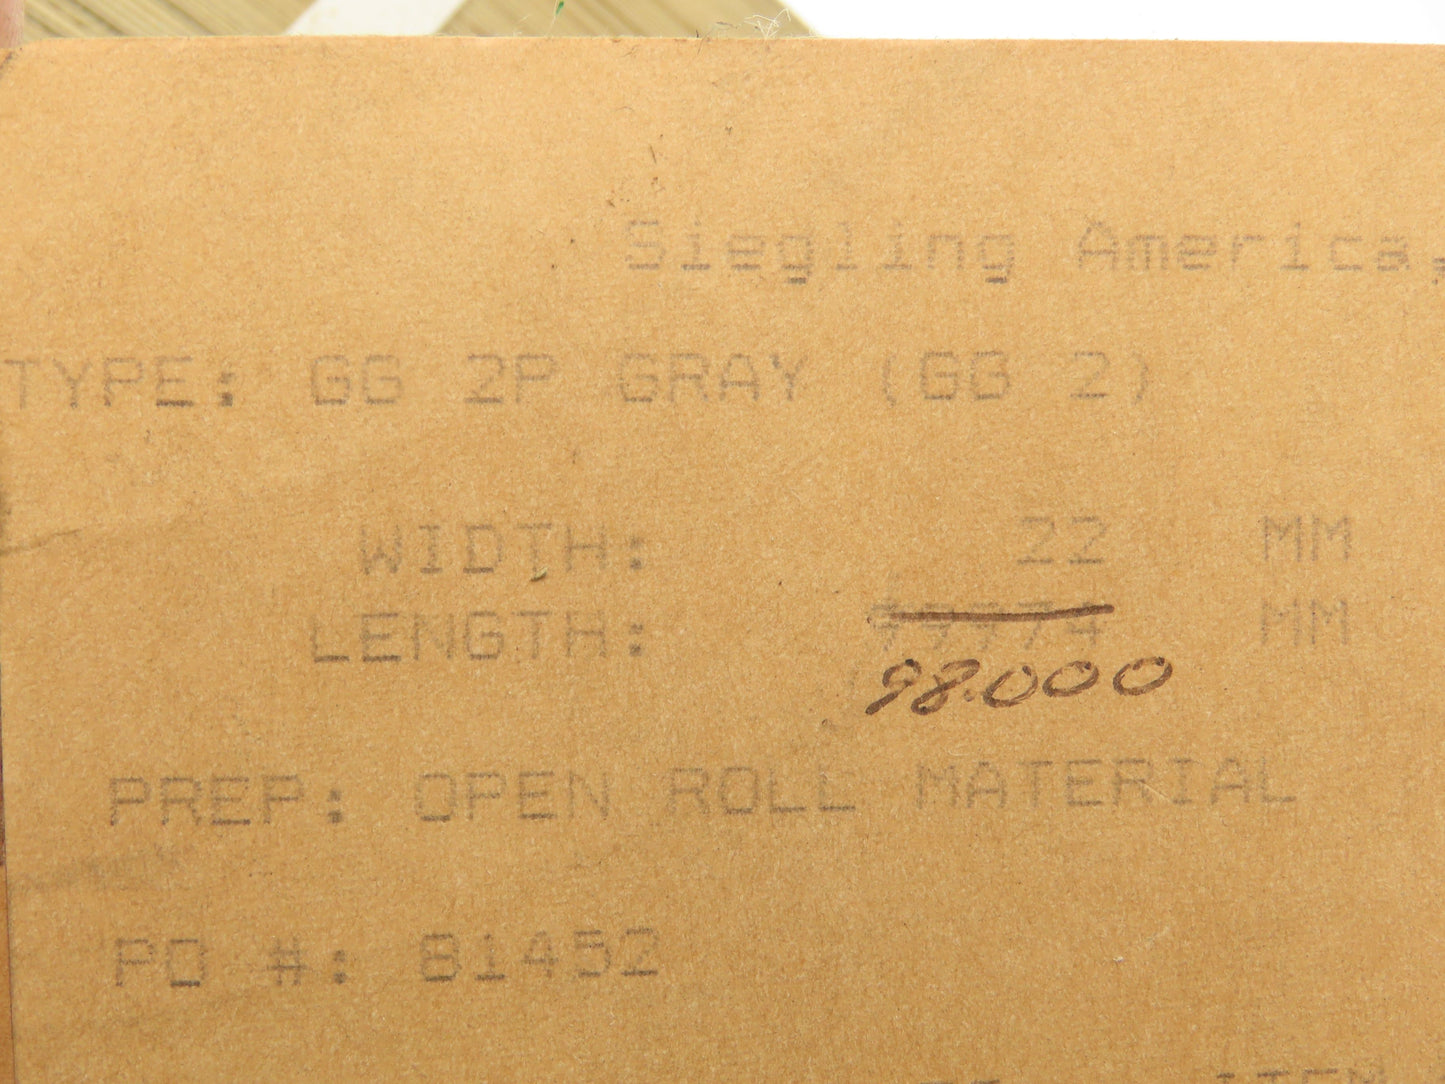 Siegling America,
TYPE: GG 2P GRAY (GG 2)
WIDTH: 22 MM
LENGTH: MM
98.000
PREP: OPEN ROLL MATERIAL
PO #: 81452